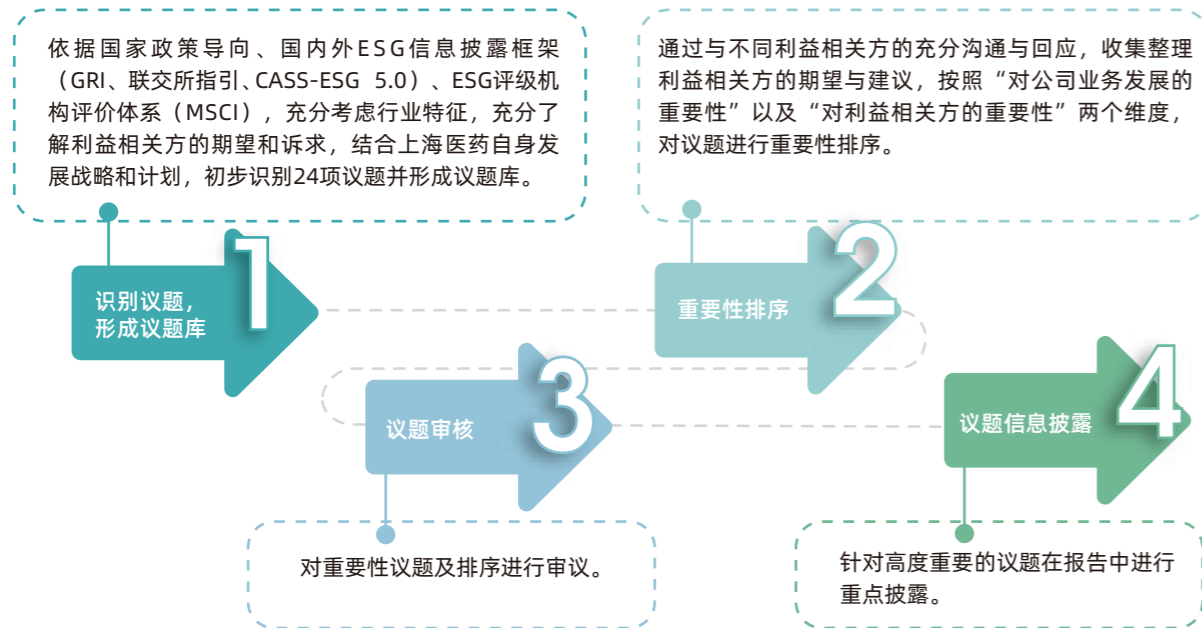 依据国家政策导向、国内外ESG信息披露框架
（GRI、联交所指引、CASS-ESG 5.0）、ESG评级机
构评价体系（MSCI），充分考虑行业特征，充分了
解利益相关方的期望和诉求，结合上海医药自身发
展战略和计划，初步识别24项议题并形成议题库。
通过与不同利益相关方的充分沟通与回应，收集整理
利益相关方的期望与建议，按照“对公司业务发展的
重要性”以及“对利益相关方的重要性”两个维度，
对议题进行重要性排序。
1
识别议题，
形成议题库
2
重要性排序
3
议题审核
4
议题信息披露
对重要性议题及排序进行审议。
针对高度重要的议题在报告中进行
重点披露。